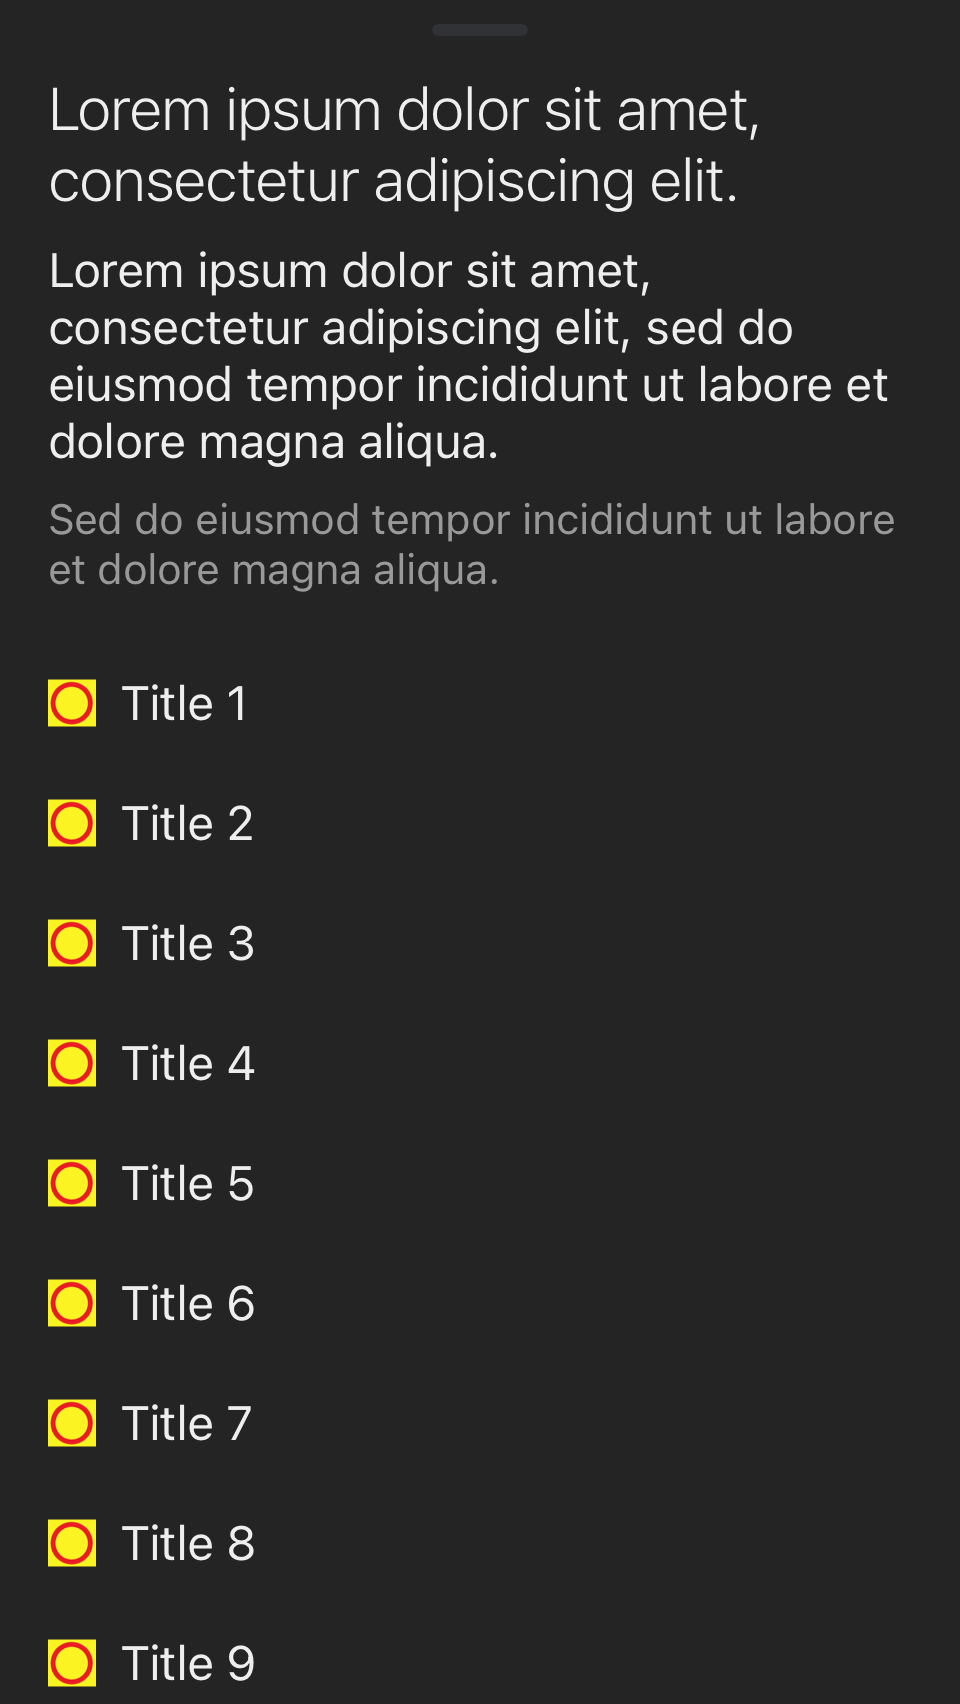 Lorem ipsum dolor sit amet,
consectetur adipiscing elit.
Lorem ipsum dolor sit amet,
consectetur adipiscing elit, sed do
eiusmod tempor incididunt ut labore et
dolore magna aliqua.
Sed do eiusmod tempor incididunt ut labore
et dolore magna aliqua.
Title 1
Title 2
Title 3
Title 4
Title 5
Title 6
Title 7
Title 8
Title 9